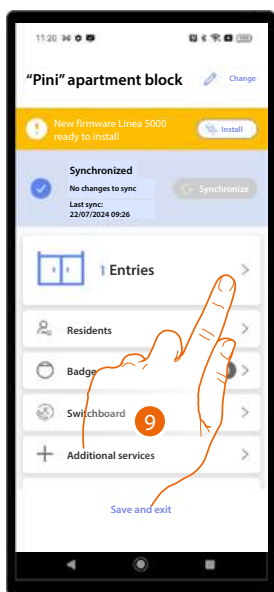 11:20
“Pini” apartment block
Change
New firmware Linea 5000
ready to install
Install
Synchronized
No changes to sync
Last sync:
22/07/2024 09:26
Synchronize
1 Entries
Residents
Badge
Switchboard
9
Additional services
Save and exit